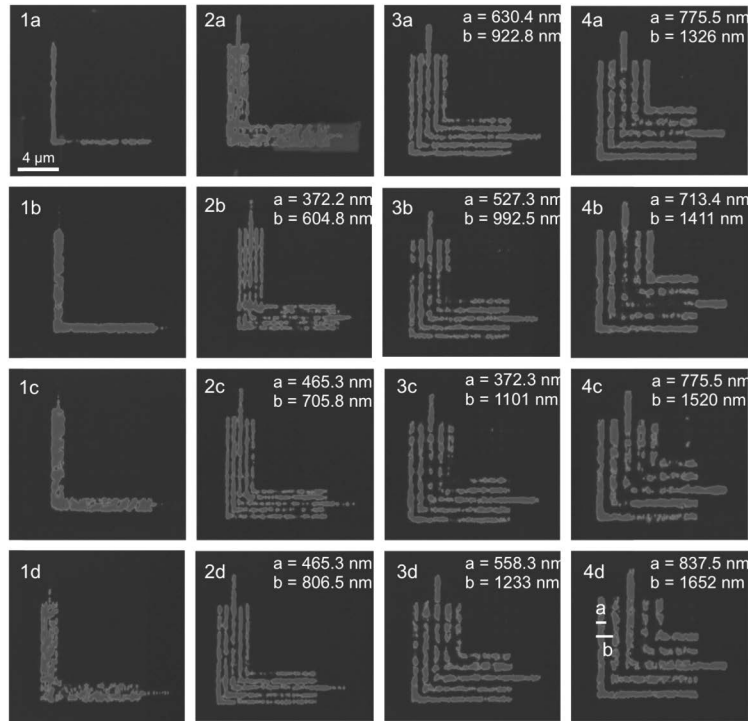 1a
4 µm
2a
3a
a = 630.4 nm
b = 922.8 nm
4a
a = 775.5 nm
b = 1326 nm
1b
2b
a = 372.2 nm
b = 604.8 nm
3b
a = 527.3 nm
b = 992.5 nm
4b
a = 713.4 nm
b = 1411 nm
1c
2c
a = 465.3 nm
b = 705.8 nm
3c
a = 372.3 nm
b = 1101 nm
4c
a = 775.5 nm
b = 1520 nm
1d
2d
a = 465.3 nm
b = 806.5 nm
3d
a = 558.3 nm
b = 1233 nm
4d
a = 837.5 nm
b = 1652 nm
a
b